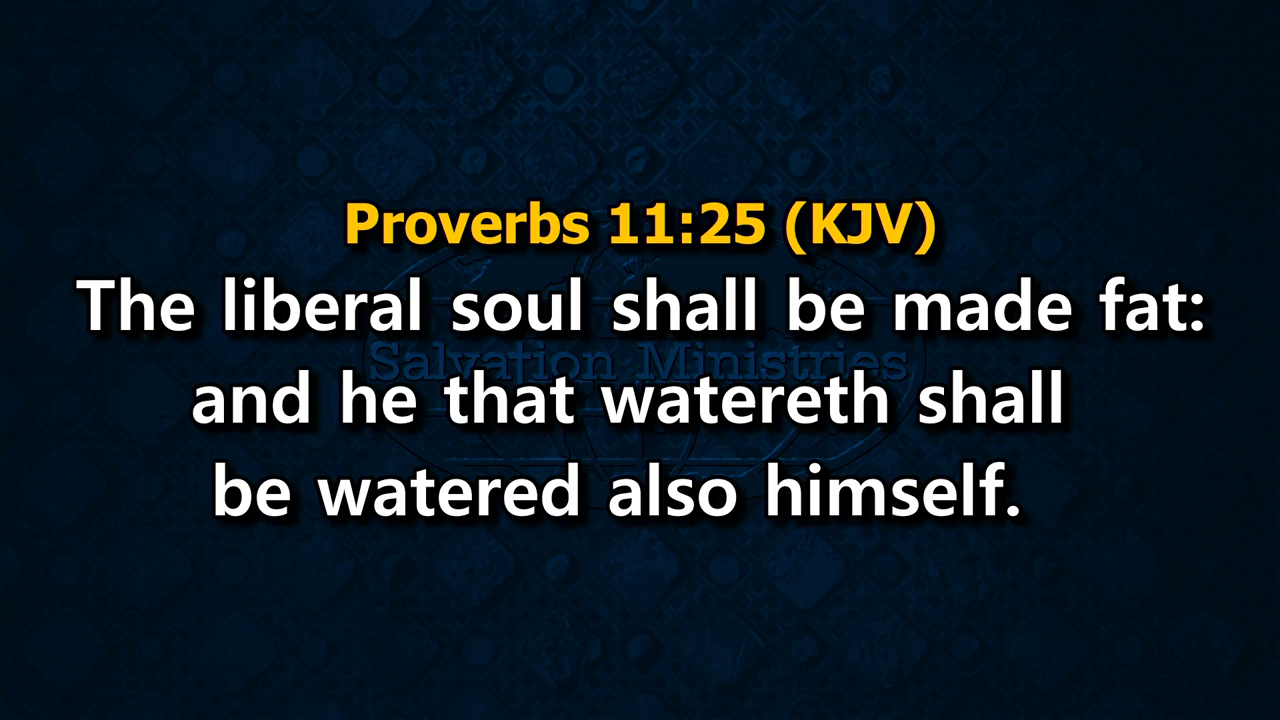 Proverbs 11:25 (KJV)
The liberal soul shall be made fat:
Salvation Ministries
and he that watereth shall
be watered also himself.